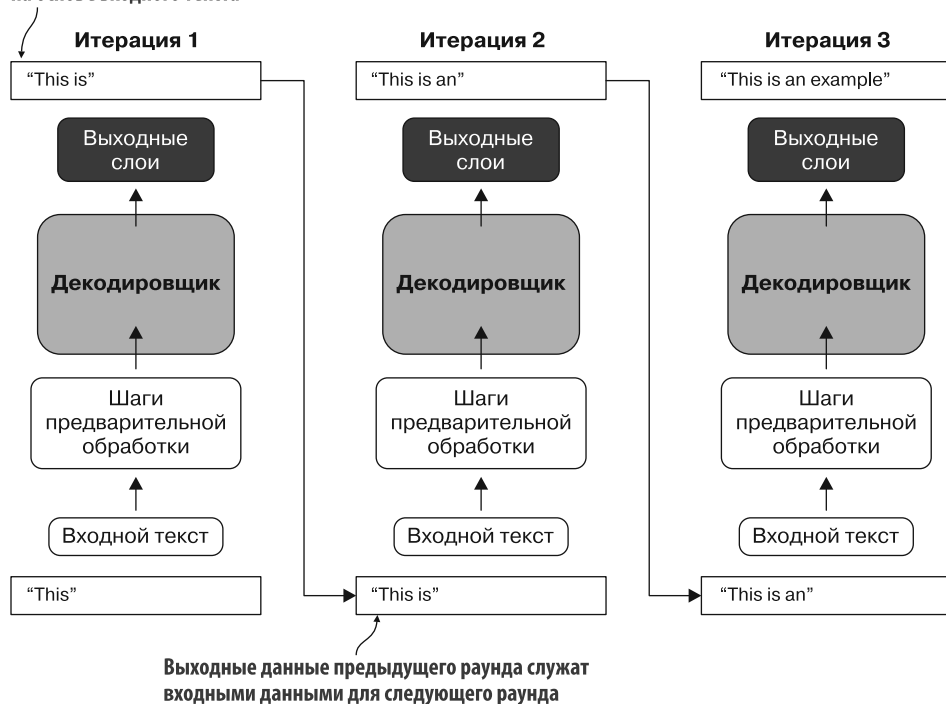 Итерация 1
Итерация 2
Итерация 3
“This is”
“This is an”
“This is an example”
Выходные
слои
Выходные
слои
Выходные
слои
Декодировщик
Декодировщик
Декодировщик
Шаги
предварительной
обработки
Шаги
предварительной
обработки
Шаги
предварительной
обработки
Входной текст
Входной текст
Входной текст
“This”
“This is”
“This is an”
Выходные данные предыдущего раунда служат
входными данными для следующего раунда